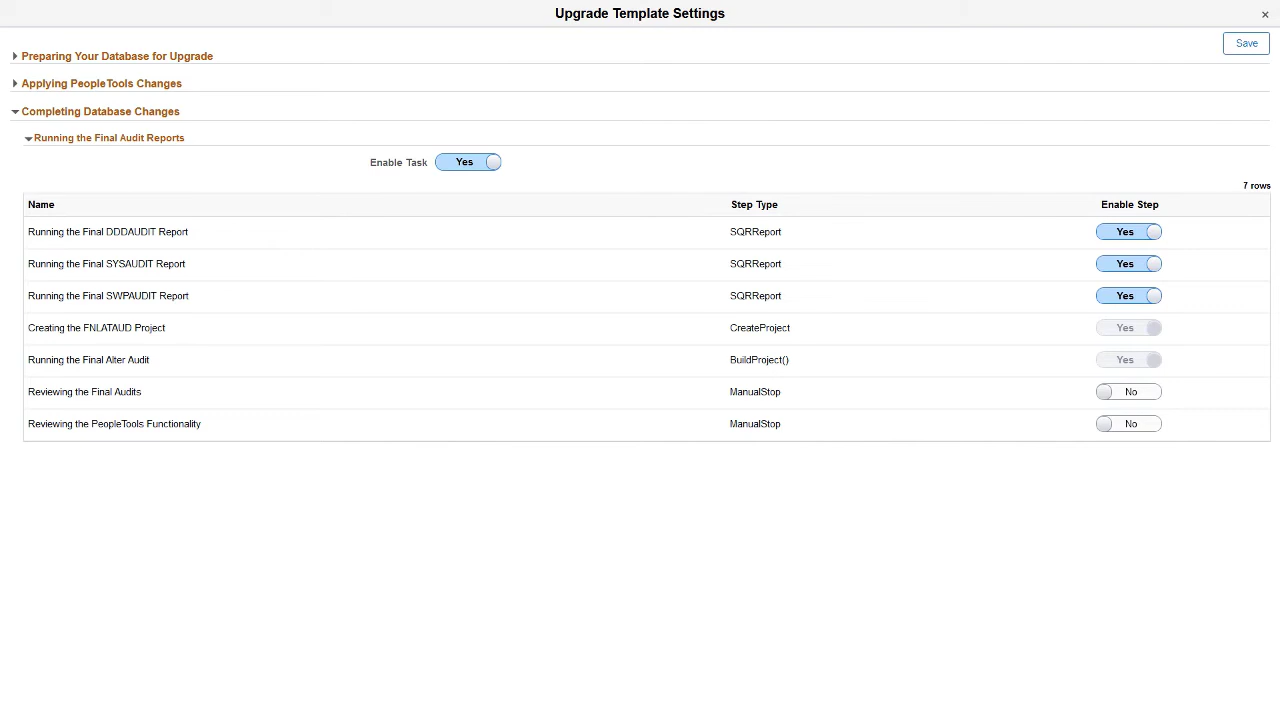 Upgrade Template Settings
×
Save
Preparing Your Database for Upgrade
Applying PeopleTools Changes
Completing Database Changes
Running the Final Audit Reports
Enable Task Yes
7 rows
Name Step Type Enable Step
Running the Final DDDAUDIT Report SQRReport Yes
Running the Final SYSAUDIT Report SQRReport Yes
Running the Final SWPAUDIT Report SQRReport Yes
Creating the FNLATAUD Project CreateProject Yes
Running the Final Alter Audit BuildProject() Yes
Reviewing the Final Audits ManualStop No
Reviewing the PeopleTools Functionality ManualStop No